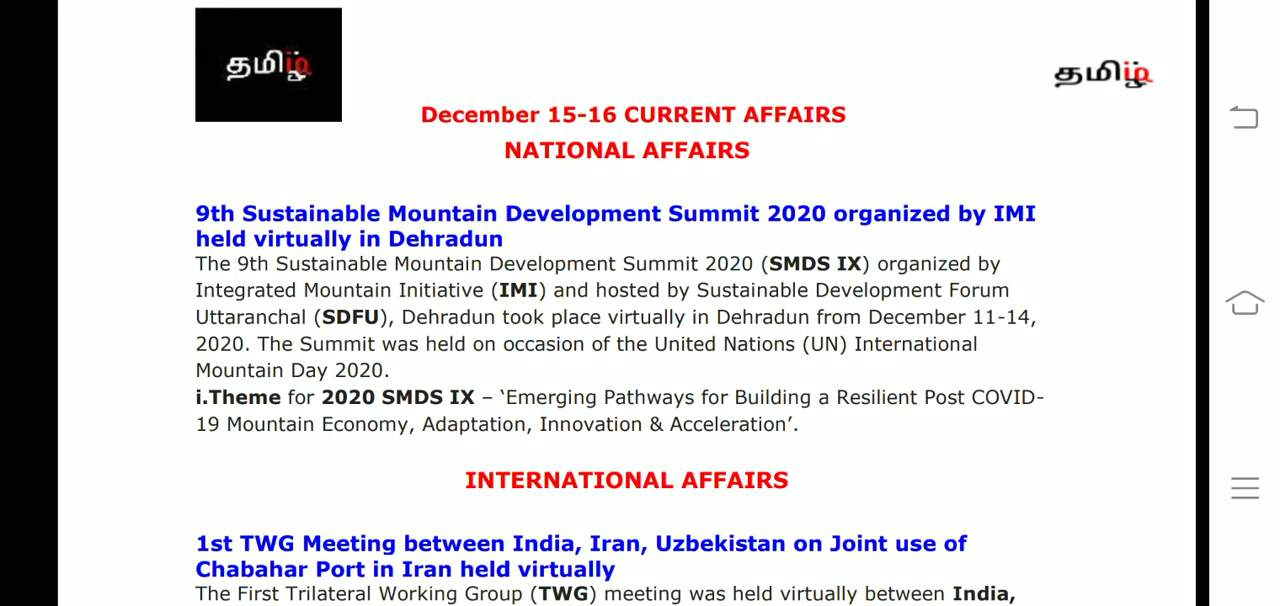 தமிழ்
தமிழ்
December 15-16 CURRENT AFFAIRS
NATIONAL AFFAIRS
9th Sustainable Mountain Development Summit 2020 organized by IMI
held virtually in Dehradun
The 9th Sustainable Mountain Development Summit 2020 (SMDS IX) organized by
Integrated Mountain Initiative (IMI) and hosted by Sustainable Development Forum
Uttaranchal (SDFU), Dehradun took place virtually in Dehradun from December 11-14,
2020. The Summit was held on occasion of the United Nations (UN) International
Mountain Day 2020.
i.Theme for 2020 SMDS IX – ‘Emerging Pathways for Building a Resilient Post COVID-
19 Mountain Economy, Adaptation, Innovation & Acceleration’.
INTERNATIONAL AFFAIRS
1st TWG Meeting between India, Iran, Uzbekistan on Joint use of
Chabahar Port in Iran held virtually
The First Trilateral Working Group (TWG) meeting was held virtually between India,